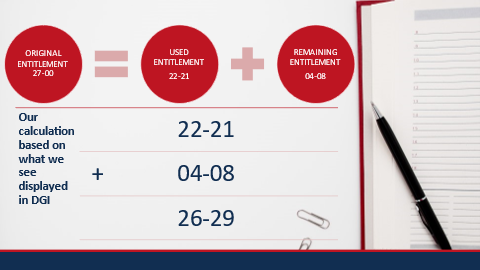 ORIGINAL
ENTITLEMENT
27-00
=
USED
ENTITLEMENT
22-21
+
REMAINING
ENTITLEMENT
04-08
Our
calculation
based on
what we
see
displayed
in DGI
22-21
+ 04-08
26-29